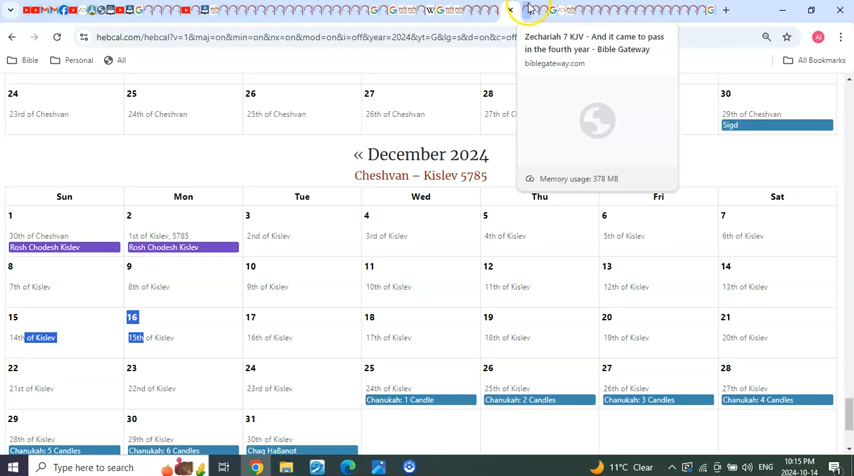 hebcal.com/hebcal?v=1&maj=on&min=on&nx=on&mod=on&i=off&year=2024&yt=G&lg=s&d=on&c=off
Bible
Personal
All
All Bookmarks
Zechariah 7 KJV - And it came to pass
in the fourth year - Bible Gateway
biblegateway.com
Memory usage: 378 MB
24 25 26 27 28 30
23rd of Cheshvan 24th of Cheshvan 25th of Cheshvan 26th of Cheshvan 27th of Cheshvan 29th of Cheshvan
Sigd
« December 2024
Cheshvan – Kislev 5785
Sun Mon Tue Wed Thu Fri Sat
1 2 3 4 5 6 7
30th of Cheshvan 1st of Kislev, 5785 2nd of Kislev 3rd of Kislev 4th of Kislev 5th of Kislev 6th of Kislev
Rosh Chodesh Kislev Rosh Chodesh Kislev
8 9 10 11 12 13 14
7th of Kislev 8th of Kislev 9th of Kislev 10th of Kislev 11th of Kislev 12th of Kislev 13th of Kislev
15 16 17 18 19 20 21
14th of Kislev 15th of Kislev 16th of Kislev 17th of Kislev 18th of Kislev 19th of Kislev 20th of Kislev
22 23 24 25 26 27 28
21st of Kislev 22nd of Kislev 23rd of Kislev 24th of Kislev 25th of Kislev 26th of Kislev 27th of Kislev
Chanukah: 1 Candle Chanukah: 2 Candles Chanukah: 3 Candles Chanukah: 4 Candles
29 30 31
28th of Kislev 29th of Kislev 30th of Kislev
Chanukah: 5 Candles Chanukah: 6 Candles Chag HaBanot
Type here to search
11°C Clear
ENG
10:15 PM
2024-10-14